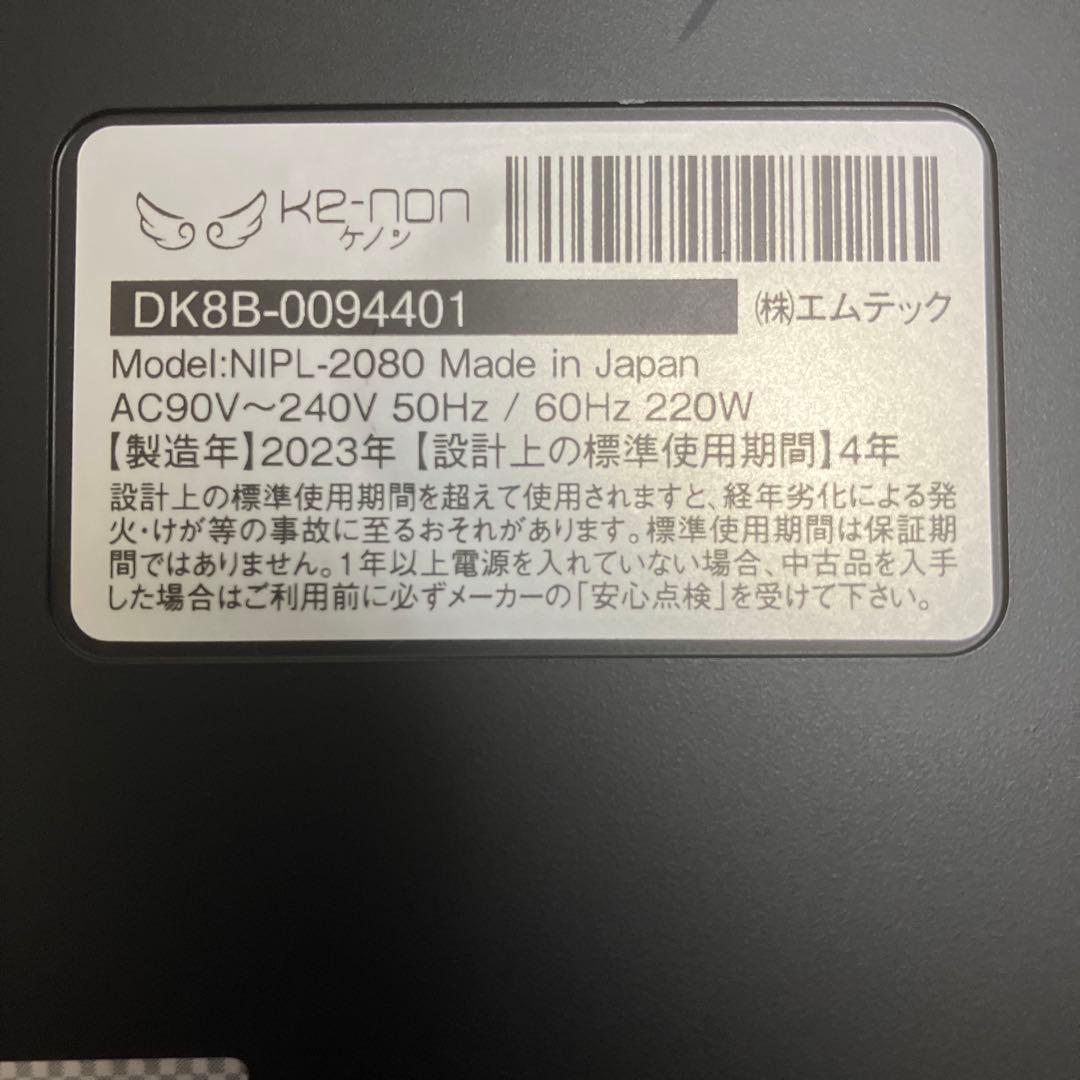 ke-non
ケノン
DK8B-0094401
㈱エムテック
Model:NIPL-2080 Made in Japan
AC90V～240V 50Hz / 60Hz 220W
【製造年】2023年【設計上の標準使用期間】4年
設計上の標準使用期間を超えて使用されますと、経年劣化による発
火・けが等の事故に至るおそれがあります。標準使用期間は保証期
間ではありません。1年以上電源を入れていない場合、中古品を入手
した場合はご利用前に必ずメーカーの「安心点検」を受けて下さい。